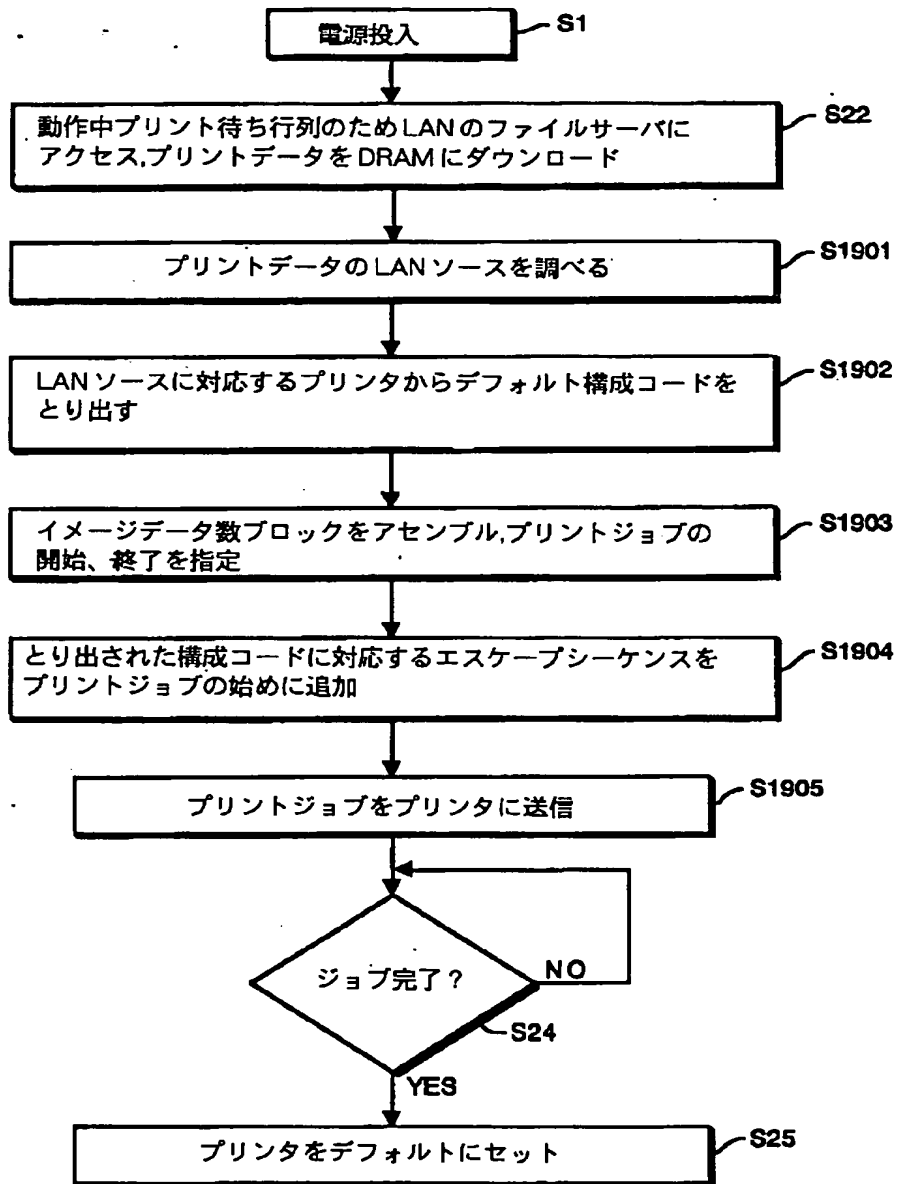 電源投入
S1
動作中プリント待ち行列のためLANのファイルサーバに
アクセス,プリントデータをDRAMにダウンロード
S22
プリントデータのLANソースを調べる
S1901
LANソースに対応するプリンタからデフォルト構成コードを
とり出す
S1902
イメージデータ数ブロックをアセンブル,プリントジョブの
開始、終了を指定
S1903
とり出された構成コードに対応するエスケープシーケンスを
プリントジョブの始めに追加
S1904
プリントジョブをプリンタに送信
S1905
ジョブ完了?
NO
S24
YES
プリンタをデフォルトにセット
S25